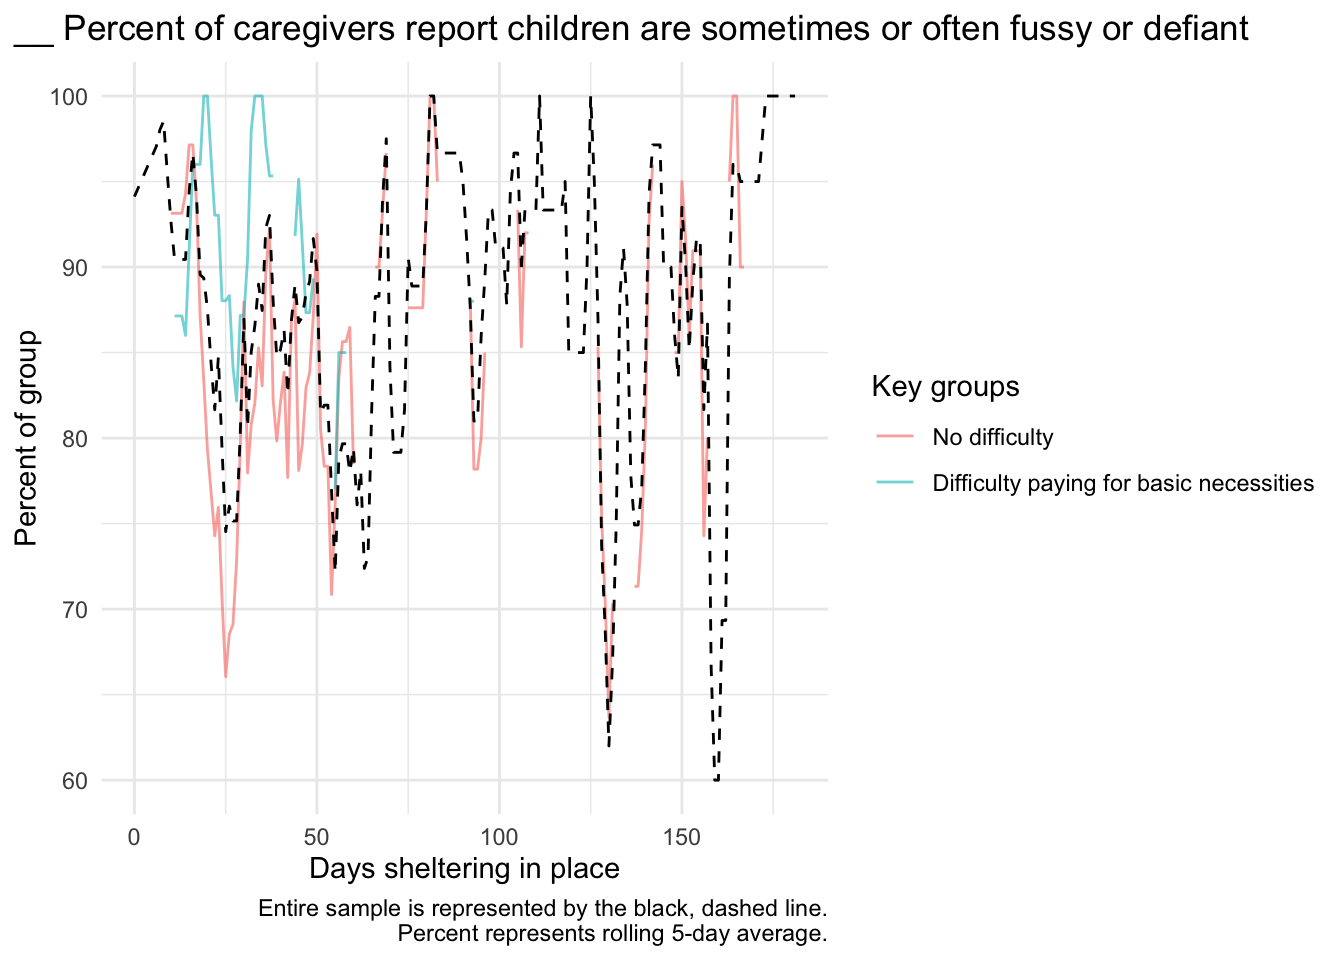 __ Percent of caregivers report children are sometimes or often fussy or defiant
100
90
80
70
60
Percent of group
0 50 100 150
Days sheltering in place
Key groups
No difficulty
Difficulty paying for basic necessities
Entire sample is represented by the black, dashed line.
Percent represents rolling 5-day average.